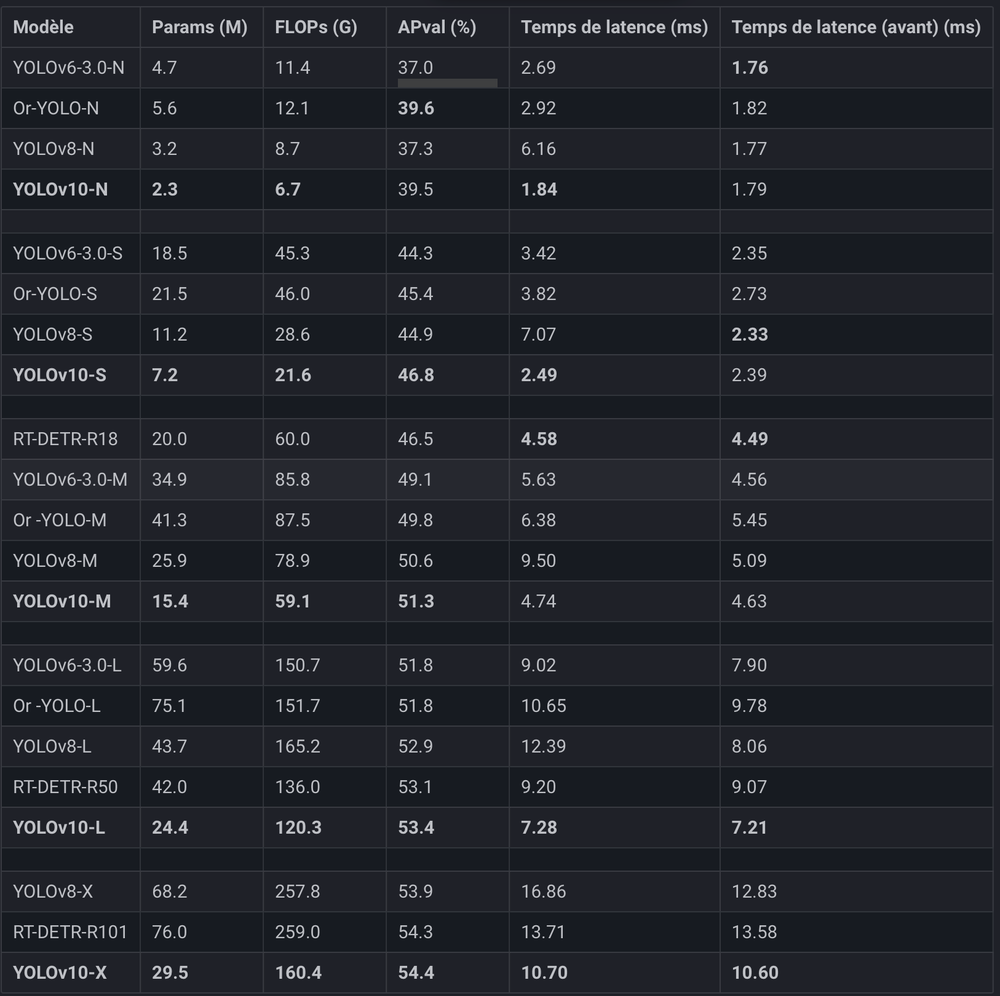 Modèle Params (M) FLOPs (G) APval (%) Temps de latence (ms) Temps de latence (avant) (ms)
YOLOv6-3.0-N 4.7 11.4 37.0 2.69 1.76
Or-YOLO-N 5.6 12.1 39.6 2.92 1.82
YOLOv8-N 3.2 8.7 37.3 6.16 1.77
YOLOv10-N 2.3 6.7 39.5 1.84 1.79
YOLOv6-3.0-S 18.5 45.3 44.3 3.42 2.35
Or-YOLO-S 21.5 46.0 45.4 3.82 2.73
YOLOv8-S 11.2 28.6 44.9 7.07 2.33
YOLOv10-S 7.2 21.6 46.8 2.49 2.39
RT-DETR-R18 20.0 60.0 46.5 4.58 4.49
YOLOv6-3.0-M 34.9 85.8 49.1 5.63 4.56
Or -YOLO-M 41.3 87.5 49.8 6.38 5.45
YOLOv8-M 25.9 78.9 50.6 9.50 5.09
YOLOv10-M 15.4 59.1 51.3 4.74 4.63
YOLOv6-3.0-L 59.6 150.7 51.8 9.02 7.90
Or -YOLO-L 75.1 151.7 51.8 10.65 9.78
YOLOv8-L 43.7 165.2 52.9 12.39 8.06
RT-DETR-R50 42.0 136.0 53.1 9.20 9.07
YOLOv10-L 24.4 120.3 53.4 7.28 7.21
YOLOv8-X 68.2 257.8 53.9 16.86 12.83
RT-DETR-R101 76.0 259.0 54.3 13.71 13.58
YOLOv10-X 29.5 160.4 54.4 10.70 10.60